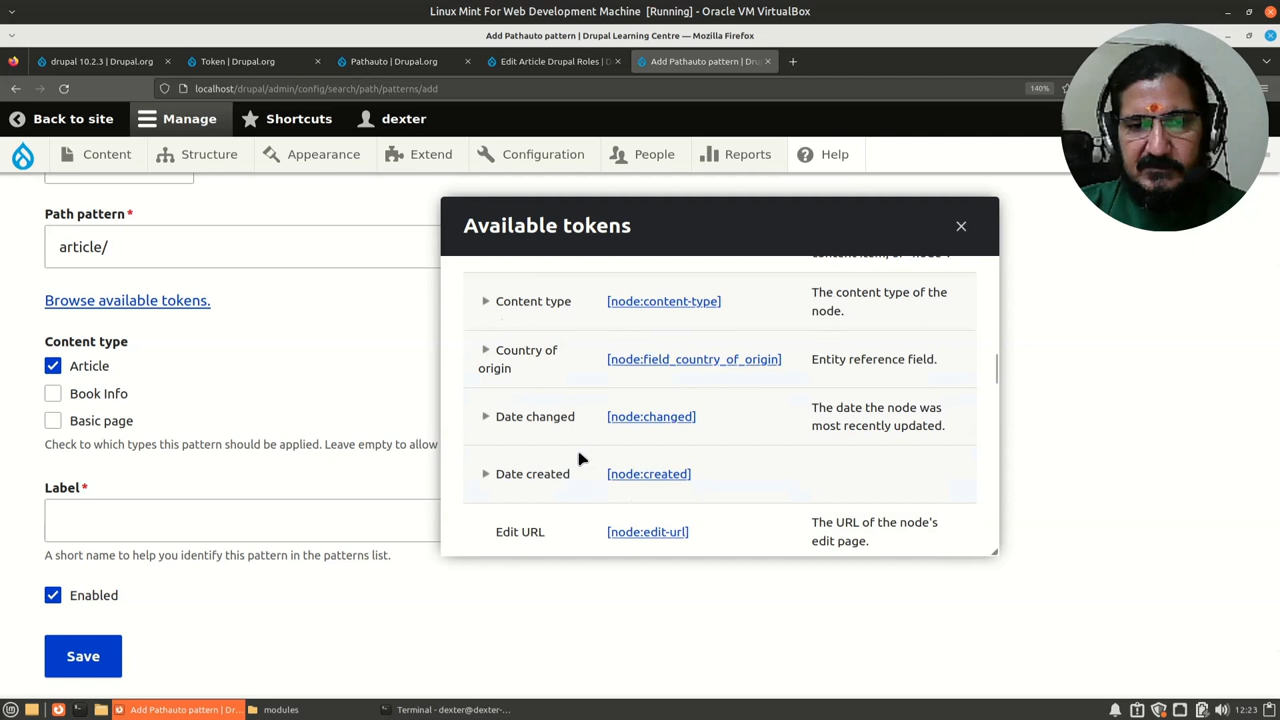 Linux Mint For Web Development Machine [Running] - Oracle VM VirtualBox
Add Pathauto pattern | Drupal Learning Centre — Mozilla Firefox
drupal 10.2.3 | Drupal.org
Token | Drupal.org
Pathauto | Drupal.org
Edit Article Drupal Roles | D
Add Pathauto pattern | Dr
localhost/drupal/admin/config/search/path/patterns/add
140%
Back to site
Manage
Shortcuts
dexter
Content
Structure
Appearance
Extend
Configuration
People
Reports
Help
Path pattern*
article/
Browse available tokens.
Content type
Article
Book Info
Basic page
Check to which types this pattern should be applied. Leave empty to allow
Label*
A short name to help you identify this pattern in the patterns list.
Enabled
Save
Available tokens
Content type [node:content-type] The content type of the
node.
Country of
origin [node:field_country_of_origin] Entity reference field.
Date changed [node:changed] The date the node was
most recently updated.
Date created [node:created]
Edit URL [node:edit-url] The URL of the node's
edit page.
Add Pathauto pattern | Dr...
modules
Terminal - dexter@dexter-...
12:23